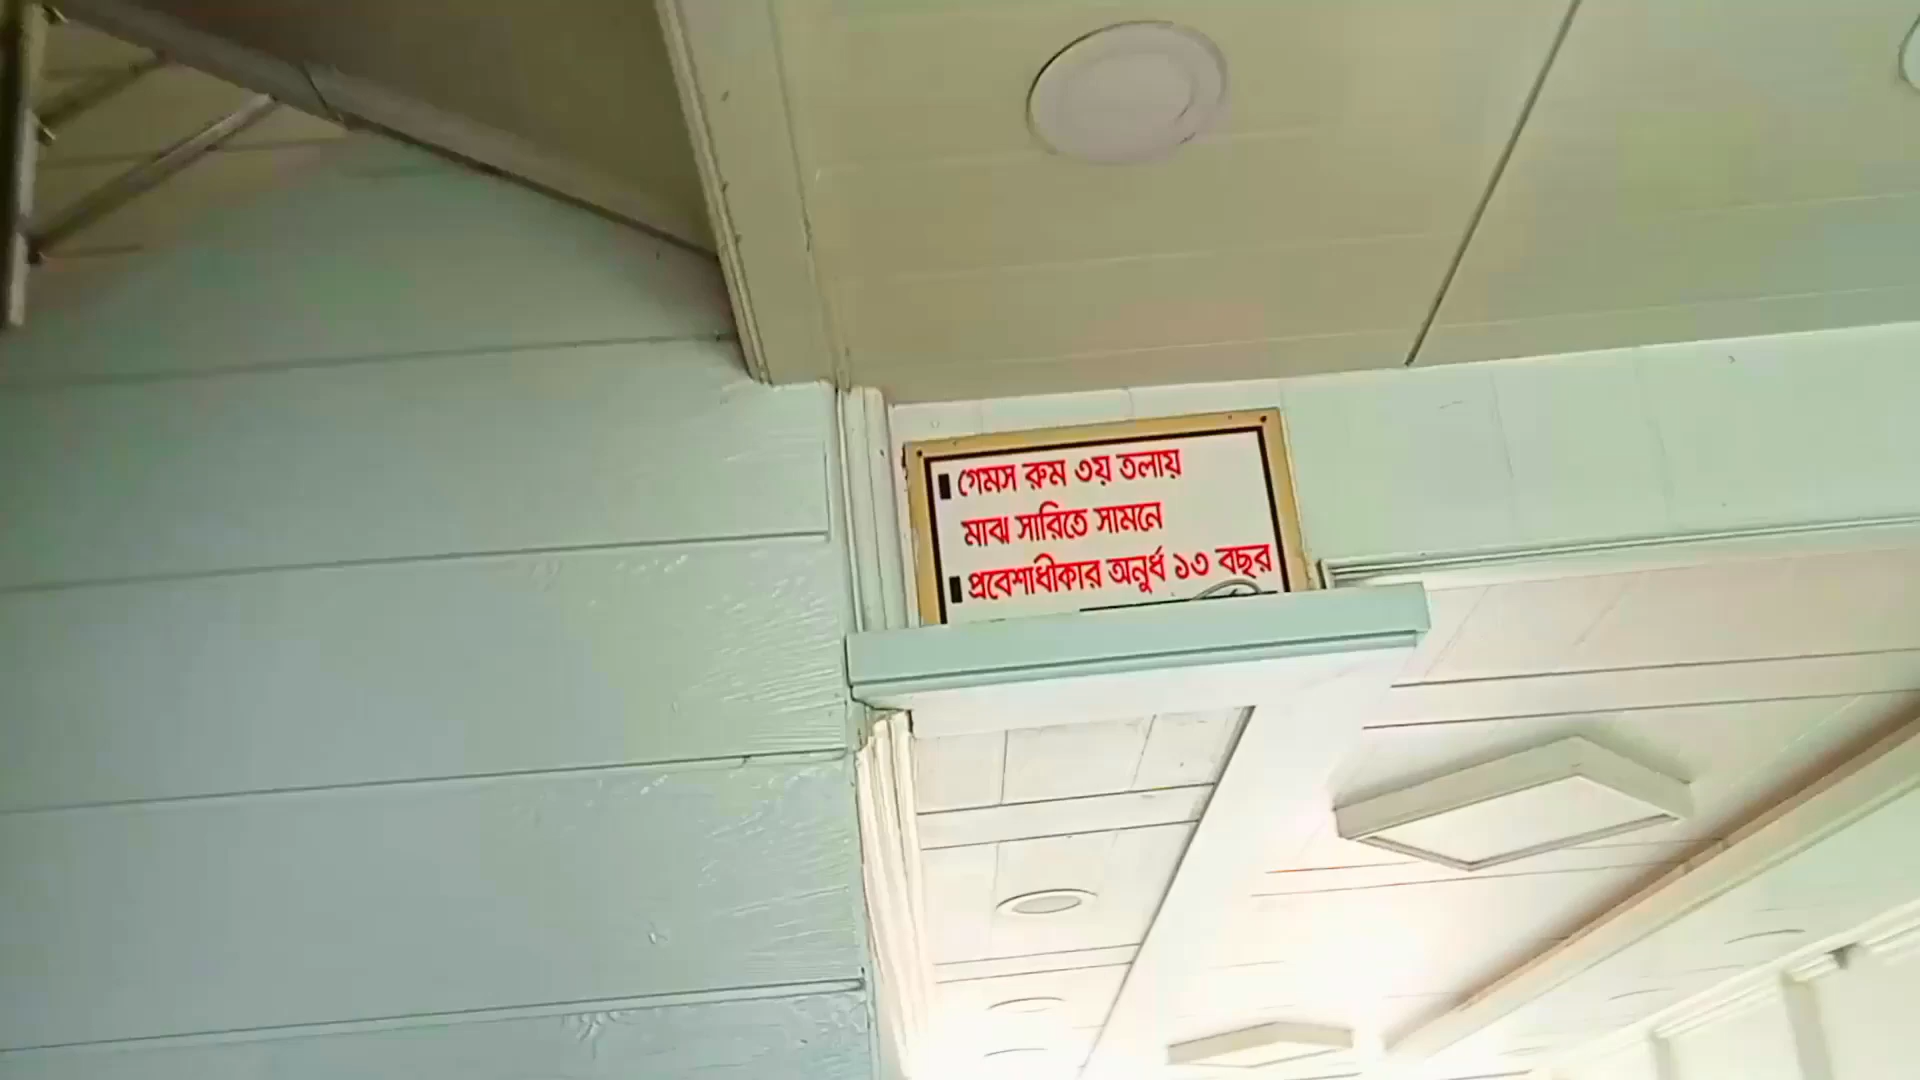 গেমস রুম ৩য় তলায়
মাঝ সারিতে সামনে
প্রবেশাধীকার অনুর্ধ ১৩ বছর